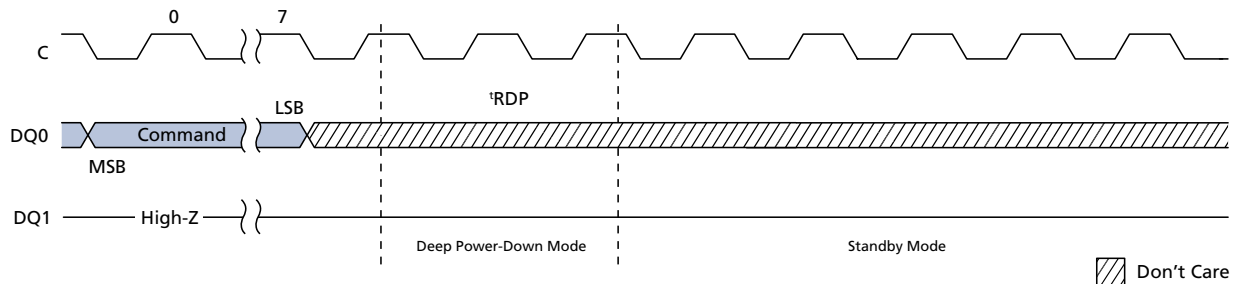 0 7
C
tRDP
LSB
DQ0 Command
MSB
DQ1 High-Z
Deep Power-Down Mode Standby Mode
Don't Care